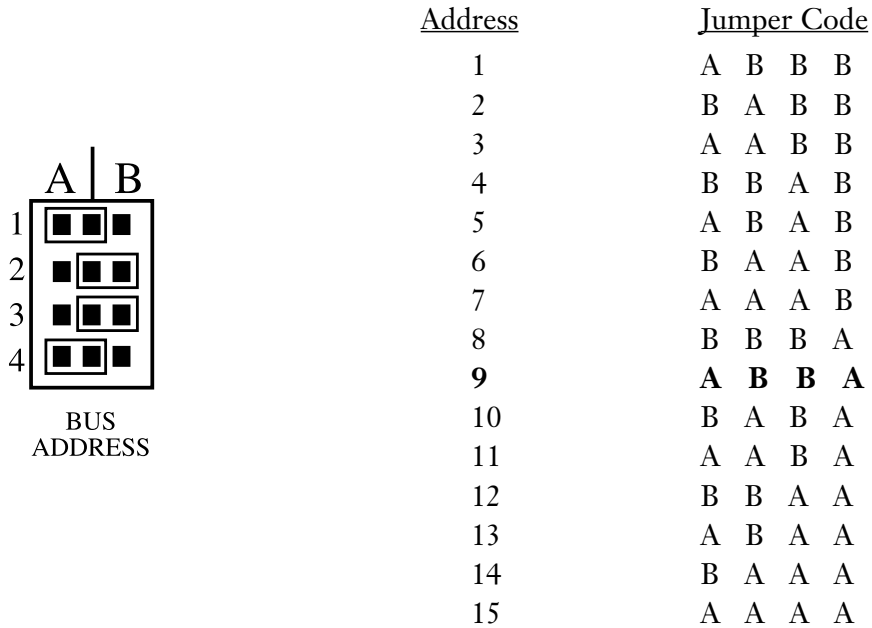 A B
1
2
3
4
BUS
ADDRESS
Address Jumper Code
1 A B B B
2 B A B B
3 A A B B
4 B B A B
5 A B A B
6 B A A B
7 A A A B
8 B B B A
9 A B B A
10 B A B A
11 A A B A
12 B B A A
13 A B A A
14 B A A A
15 A A A A